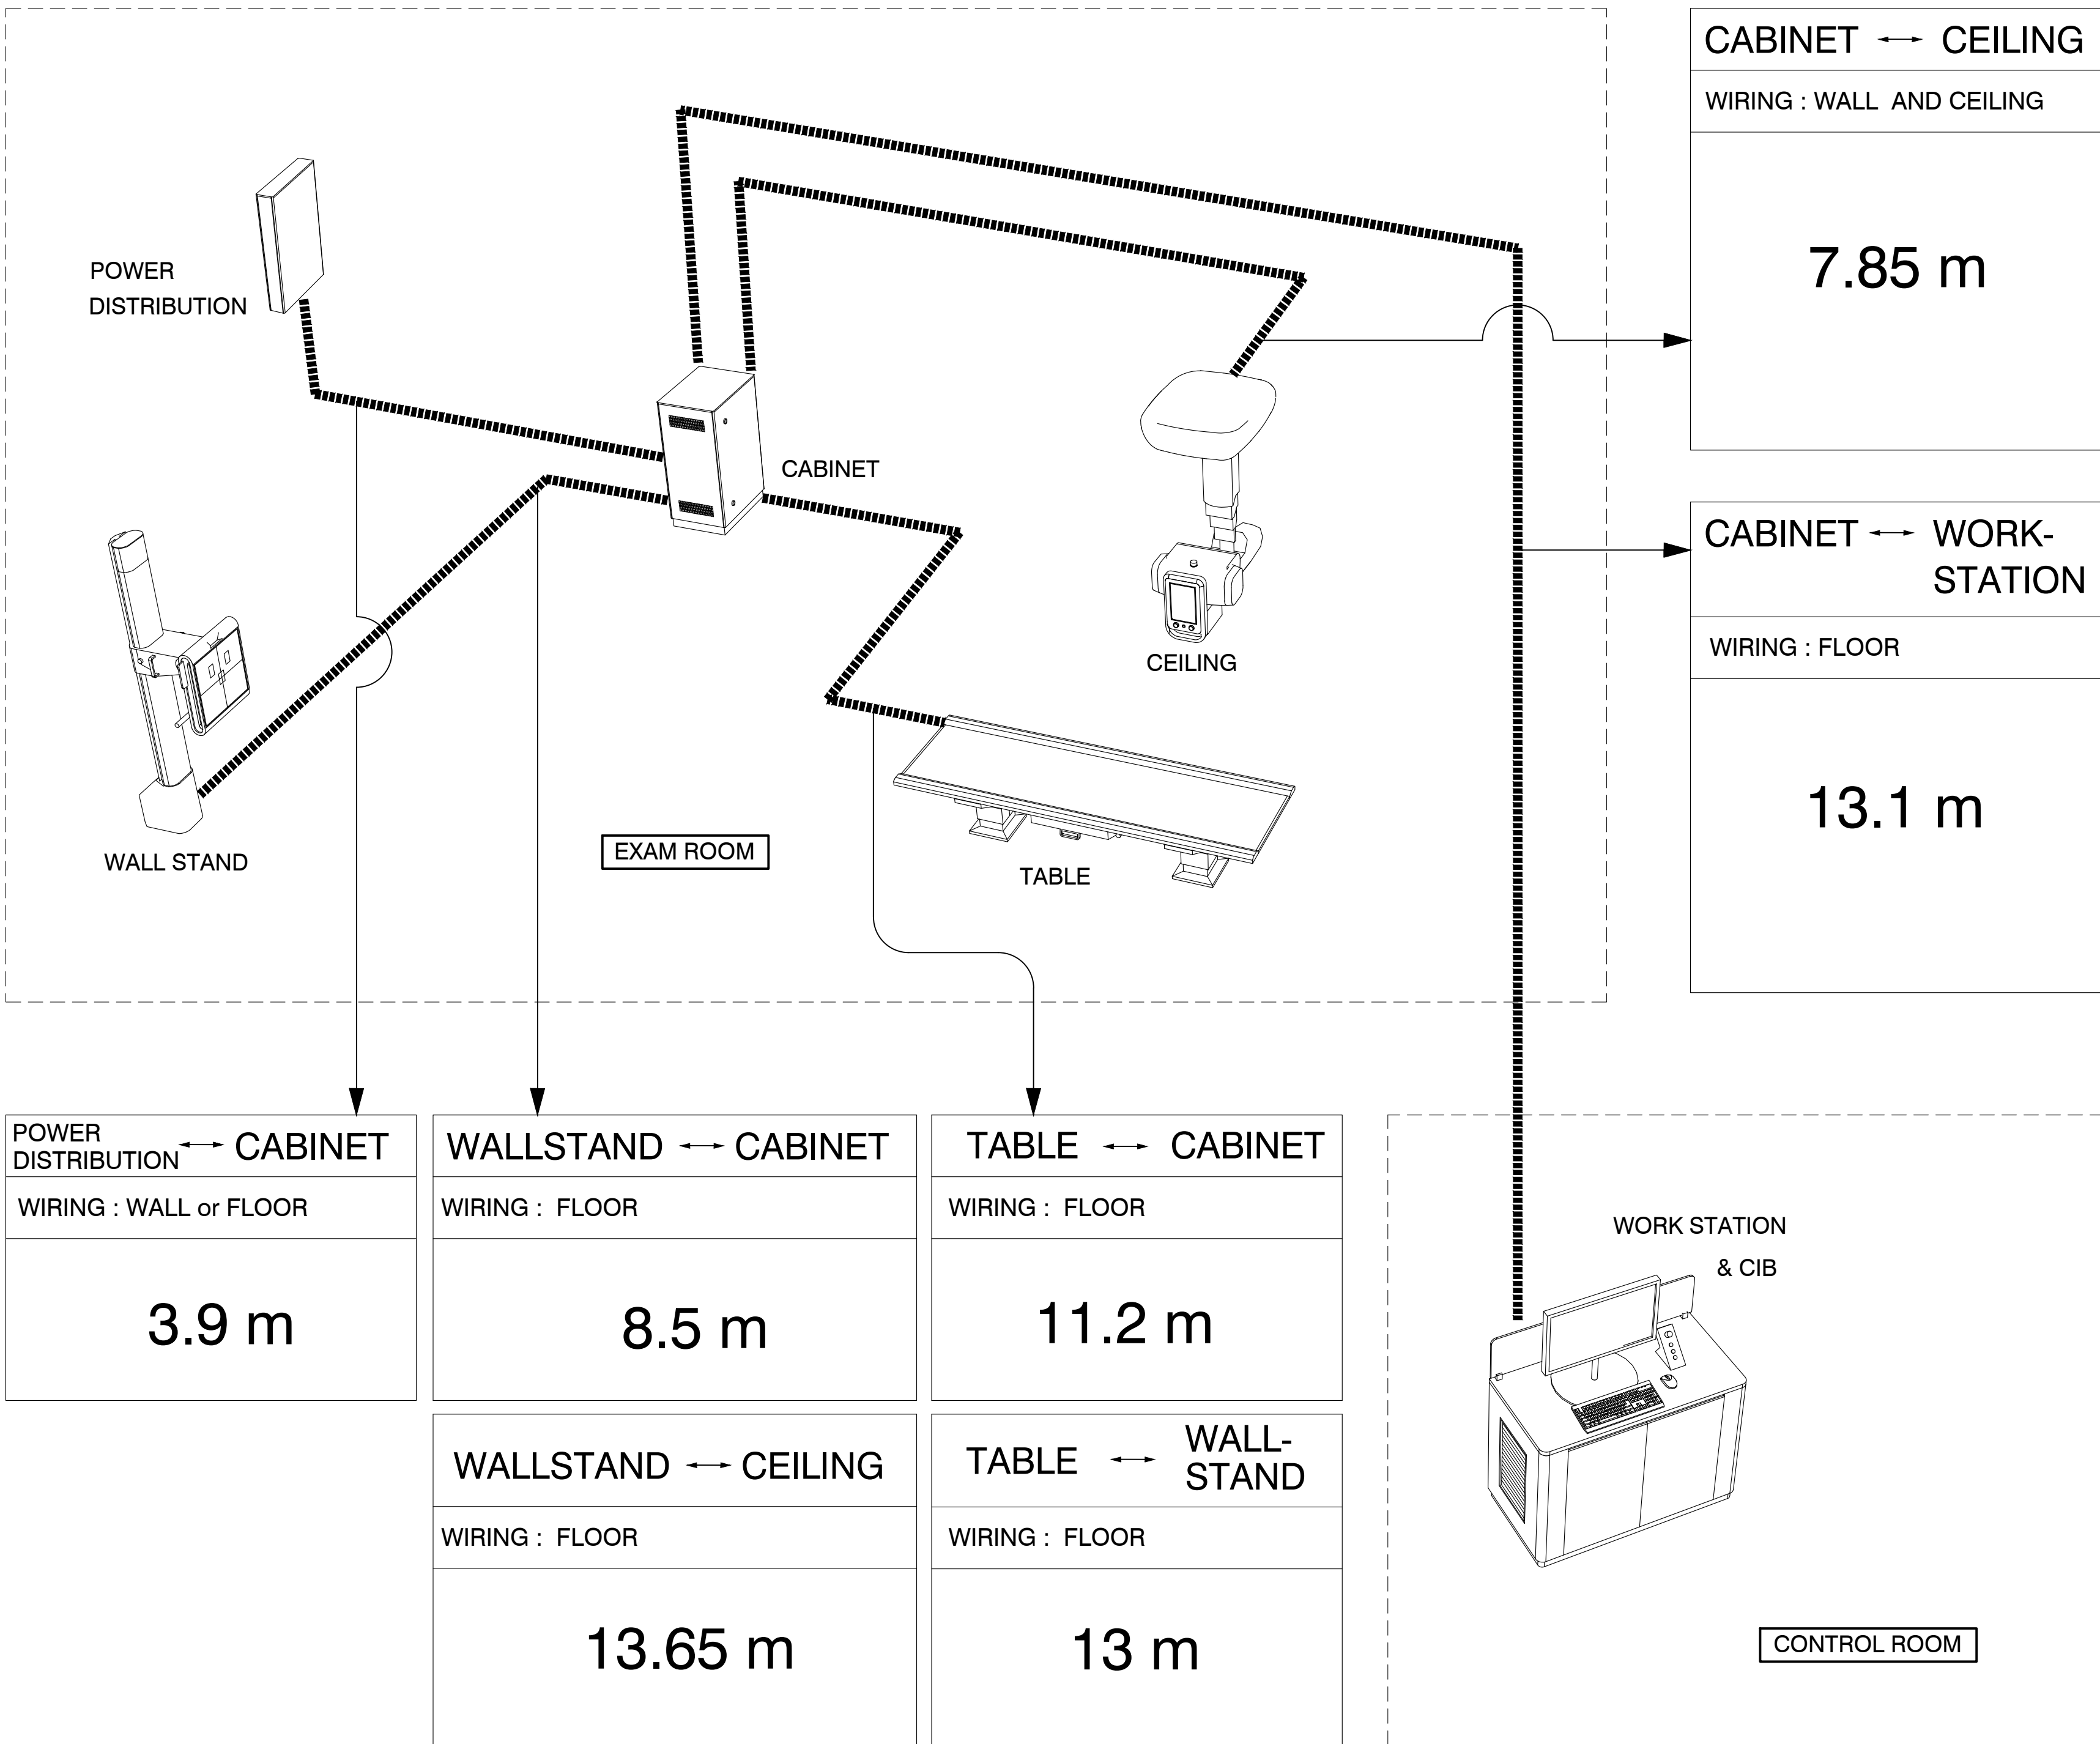 CABINET ↔ CEILING
WIRING : WALL AND CEILING
7.85 m
POWER
DISTRIBUTION
CABINET
CABINET ↔ WORK-
STATION
WIRING : FLOOR
13.1 m
CEILING
WALL STAND
EXAM ROOM
TABLE
POWER
DISTRIBUTION ↔ CABINET
WIRING : WALL or FLOOR
3.9 m
WALLSTAND ↔ CABINET
WIRING : FLOOR
8.5 m
TABLE ↔ CABINET
WIRING : FLOOR
11.2 m
WALLSTAND ↔ CEILING
WIRING : FLOOR
13.65 m
TABLE ↔ WALL-
STAND
WIRING : FLOOR
13 m
WORK STATION
& CIB
CONTROL ROOM